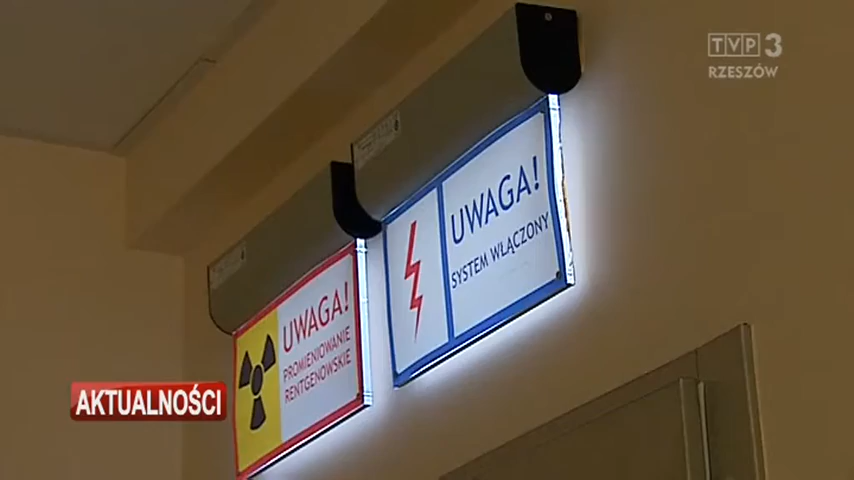 TVP3
RZESZÓW
UWAGA!
SYSTEM WŁĄCZONY
UWAGA!
PROMIENIOWANIE
RENTGENOWSKIE
AKTUALNOŚCI